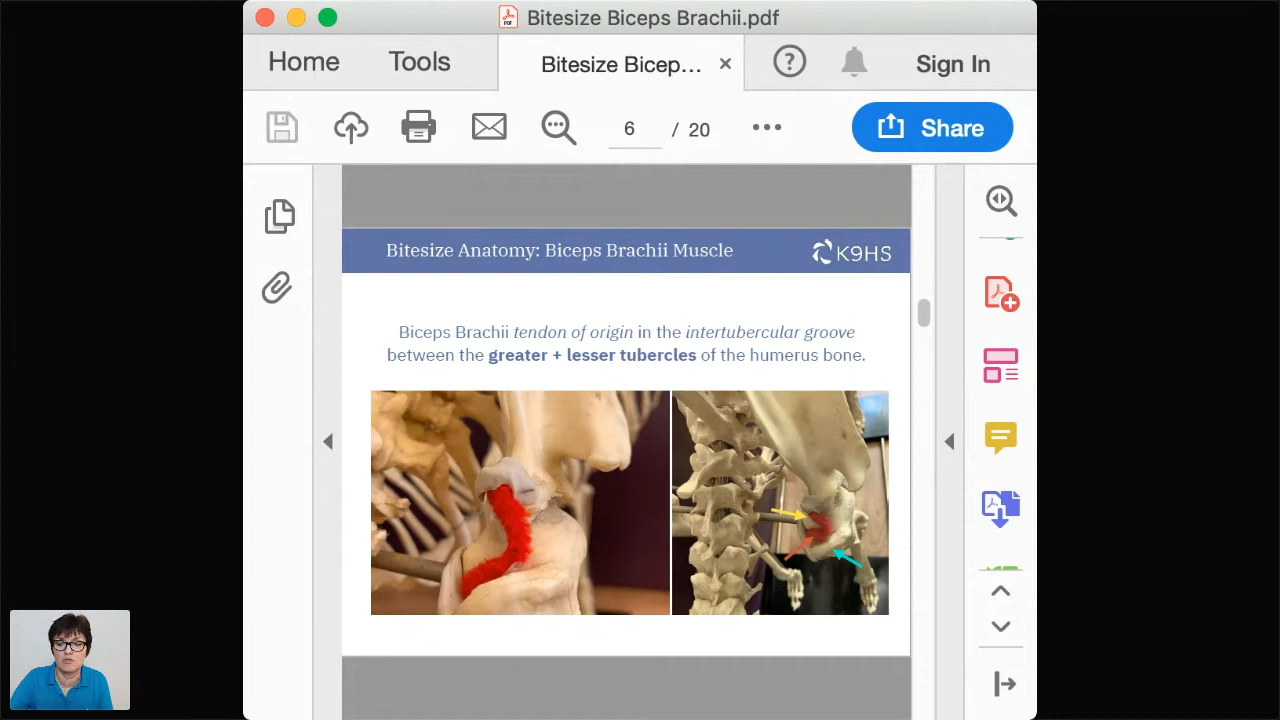 Bitesize Biceps Brachii.pdf
Home
Tools
Bitesize Bicep...
Sign In
6 / 20
Share
Bitesize Anatomy: Biceps Brachii Muscle
K9HS
Biceps Brachii tendon of origin in the intertubercular groove
between the greater + lesser tubercles of the humerus bone.